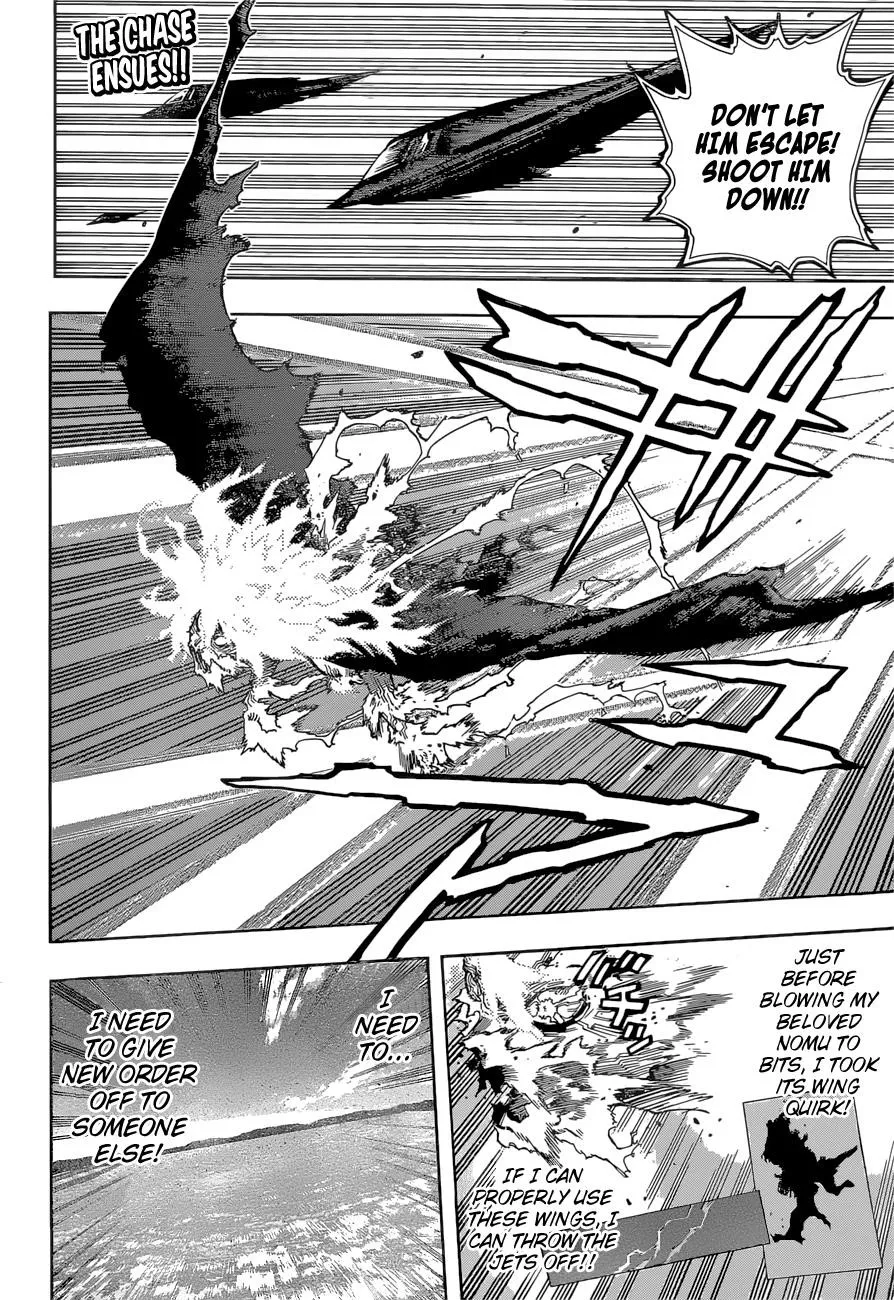 THE CHASE
ENSUES!!
DON'T LET
HIM ESCAPE!
SHOOT HIM
DOWN!!
JUST
BEFORE
BLOWING MY
BELOVED
NOMU TO
BITS, I TOOK
ITS WING
QUIRK!
IF I CAN
PROPERLY USE
THESE WINGS, I
CAN THROW THE
JETS OFF!!
I
NEED
TO...
I NEED
TO GIVE
NEW ORDER
OFF TO
SOMEONE
ELSE!